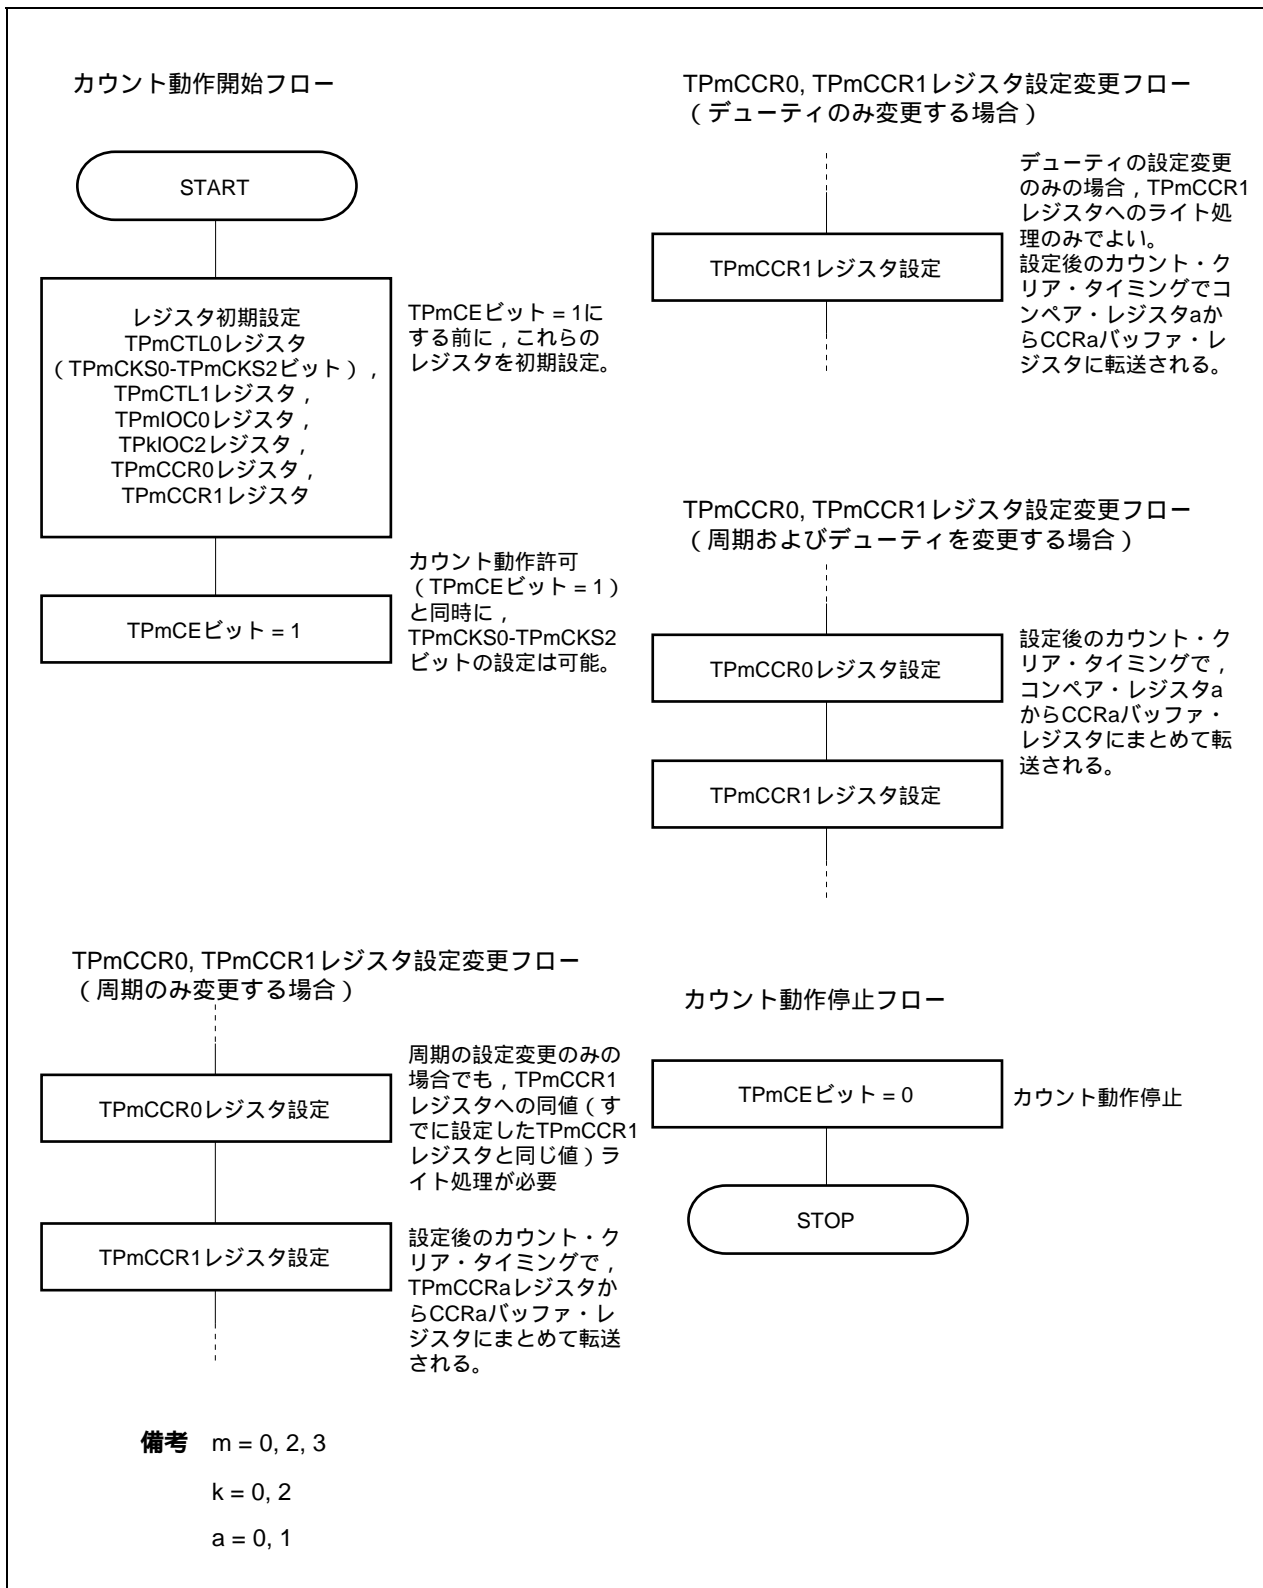 カウント動作開始フロー
START
レジスタ初期設定
TPmCTL0レジスタ
（TPmCKS0-TPmCKS2ビット），
TPmCTL1レジスタ，
TPmIOC0レジスタ，
TPkIOC2レジスタ，
TPmCCR0レジスタ，
TPmCCR1レジスタ
TPmCEビット = 1に
する前に，これらの
レジスタを初期設定。
TPmCEビット = 1
カウント動作許可
（TPmCEビット = 1）
と同時に，
TPmCKS0-TPmCKS2
ビットの設定は可能。
TPmCCR0, TPmCCR1レジスタ設定変更フロー
（周期のみ変更する場合）
TPmCCR0レジスタ設定
周期の設定変更のみの
場合でも，TPmCCR1
レジスタへの同値（す
でに設定したTPmCCR1
レジスタと同じ値）ラ
イト処理が必要
TPmCCR1レジスタ設定
設定後のカウント・ク
リア・タイミングで，
TPmCCRaレジスタか
らCCRaバッファ・レ
ジスタにまとめて転送
される。
TPmCCR0, TPmCCR1レジスタ設定変更フロー
（デューティのみ変更する場合）
TPmCCR1レジスタ設定
デューティの設定変更
のみの場合，TPmCCR1
レジスタへのライト処
理のみでよい。
設定後のカウント・ク
リア・タイミングでコ
ンペア・レジスタaか
らCCRaバッファ・レ
ジスタに転送される。
TPmCCR0, TPmCCR1レジスタ設定変更フロー
（周期およびデューティを変更する場合）
TPmCCR0レジスタ設定
設定後のカウント・ク
リア・タイミングで，
コンペア・レジスタa
からCCRaバッファ・
レジスタにまとめて転
送される。
TPmCCR1レジスタ設定
カウント動作停止フロー
TPmCEビット = 0
カウント動作停止
STOP
備考 m = 0, 2, 3
k = 0, 2
a = 0, 1